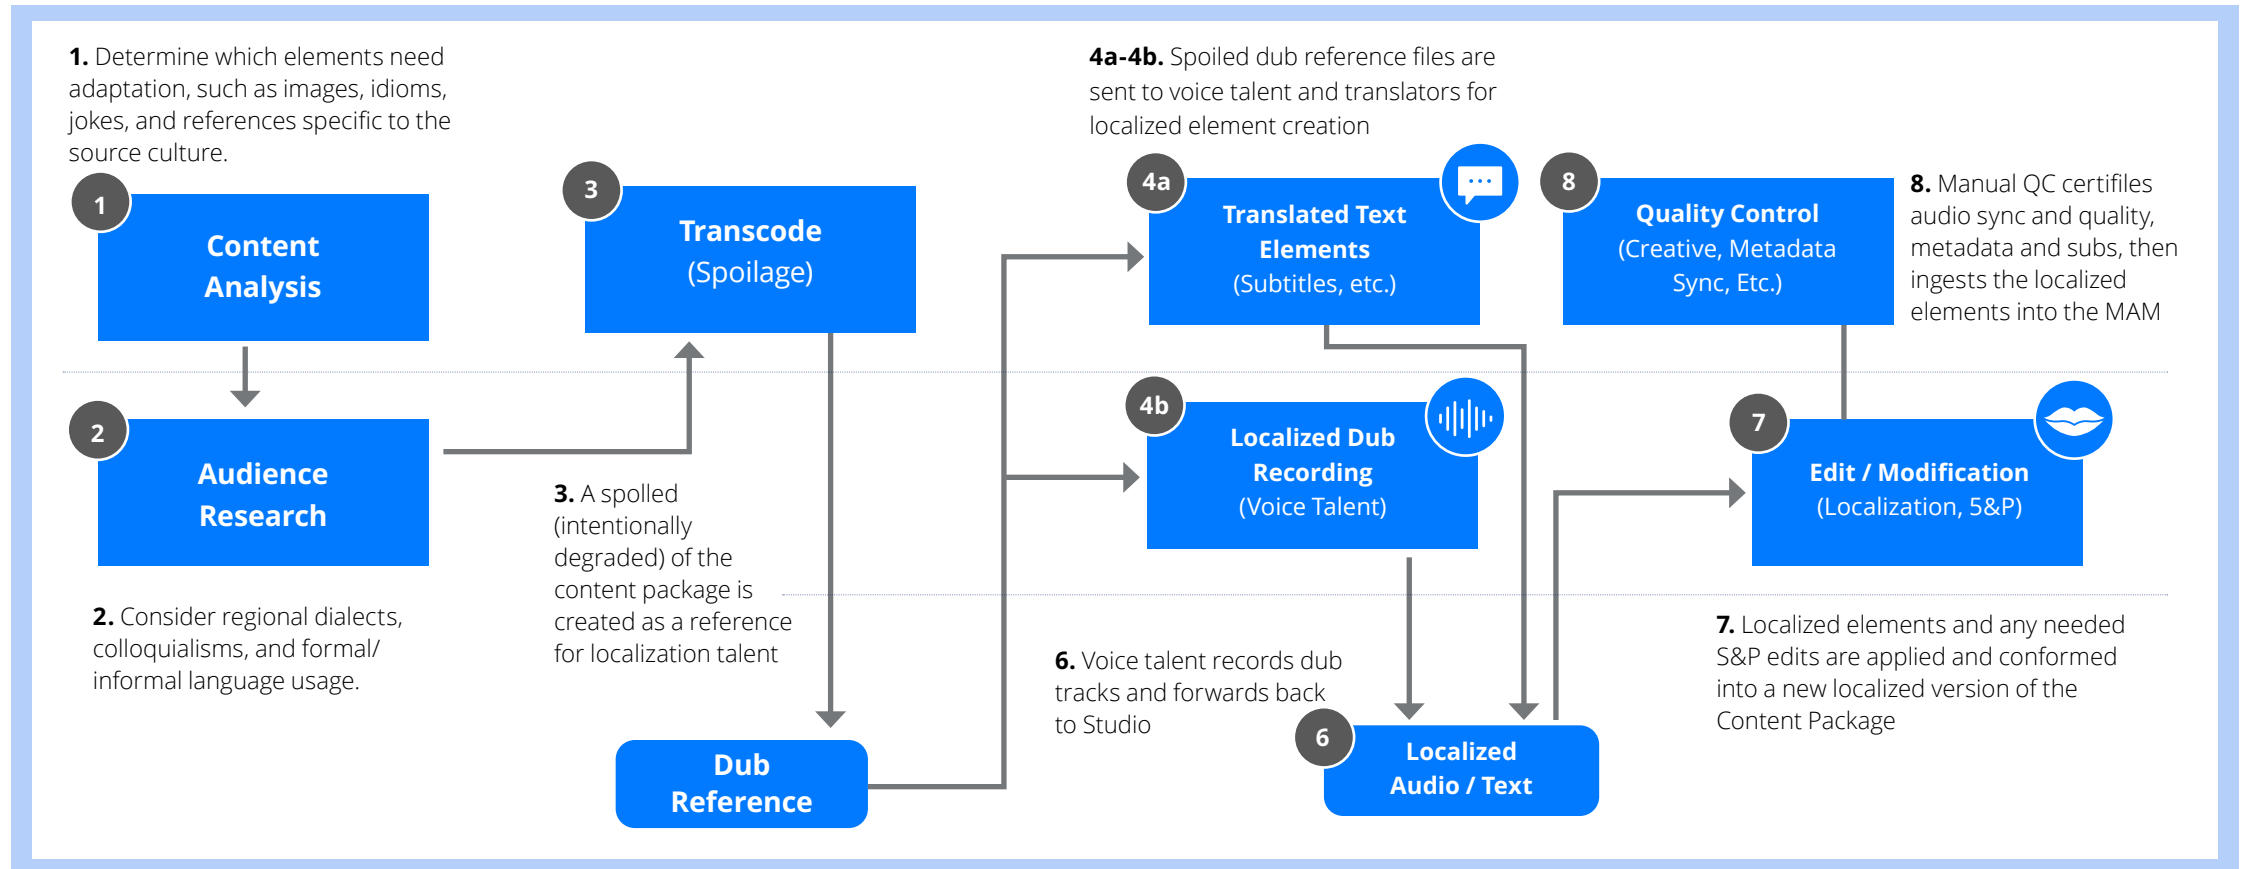 1. Determine which elements need
adaptation, such as images, idioms,
jokes, and references specific to the
source culture.
1
Content
Analysis
2
Audience
Research
2. Consider regional dialects,
colloquialisms, and formal/
informal language usage.
3
Transcode
(Spoilage)
3. A spolled
(intentionally
degraded) of the
content package is
created as a reference
for localization talent
Dub
Reference
4a-4b. Spoiled dub reference files are
sent to voice talent and translators for
localized element creation
4a
Translated Text
Elements
(Subtitles, etc.)
4b
Localized Dub
Recording
(Voice Talent)
6. Voice talent records dub
tracks and forwards back
to Studio
6
Localized
Audio / Text
7
Edit / Modification
(Localization, 5&P)
7. Localized elements and any needed
S&P edits are applied and conformed
into a new localized version of the
Content Package
8
Quality Control
(Creative, Metadata
Sync, Etc.)
8. Manual QC certifiles
audio sync and quality,
metadata and subs, then
ingests the localized
elements into the MAM